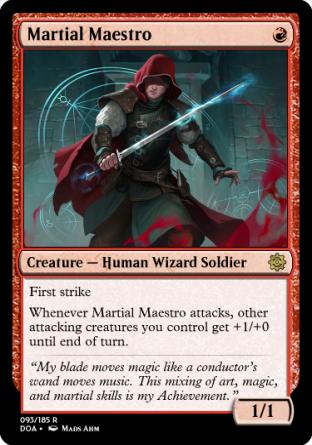 Martial Maestro
Creature — Human Wizard Soldier
First strike
Whenever Martial Maestro attacks, other
attacking creatures you control get +1/+0
until end of turn.
“My blade moves magic like a conductor’s
wand moves music. This mixing of art, magic,
and martial skills is my Achievement.”
1/1
093/185 R
DOA • Mads Ahm